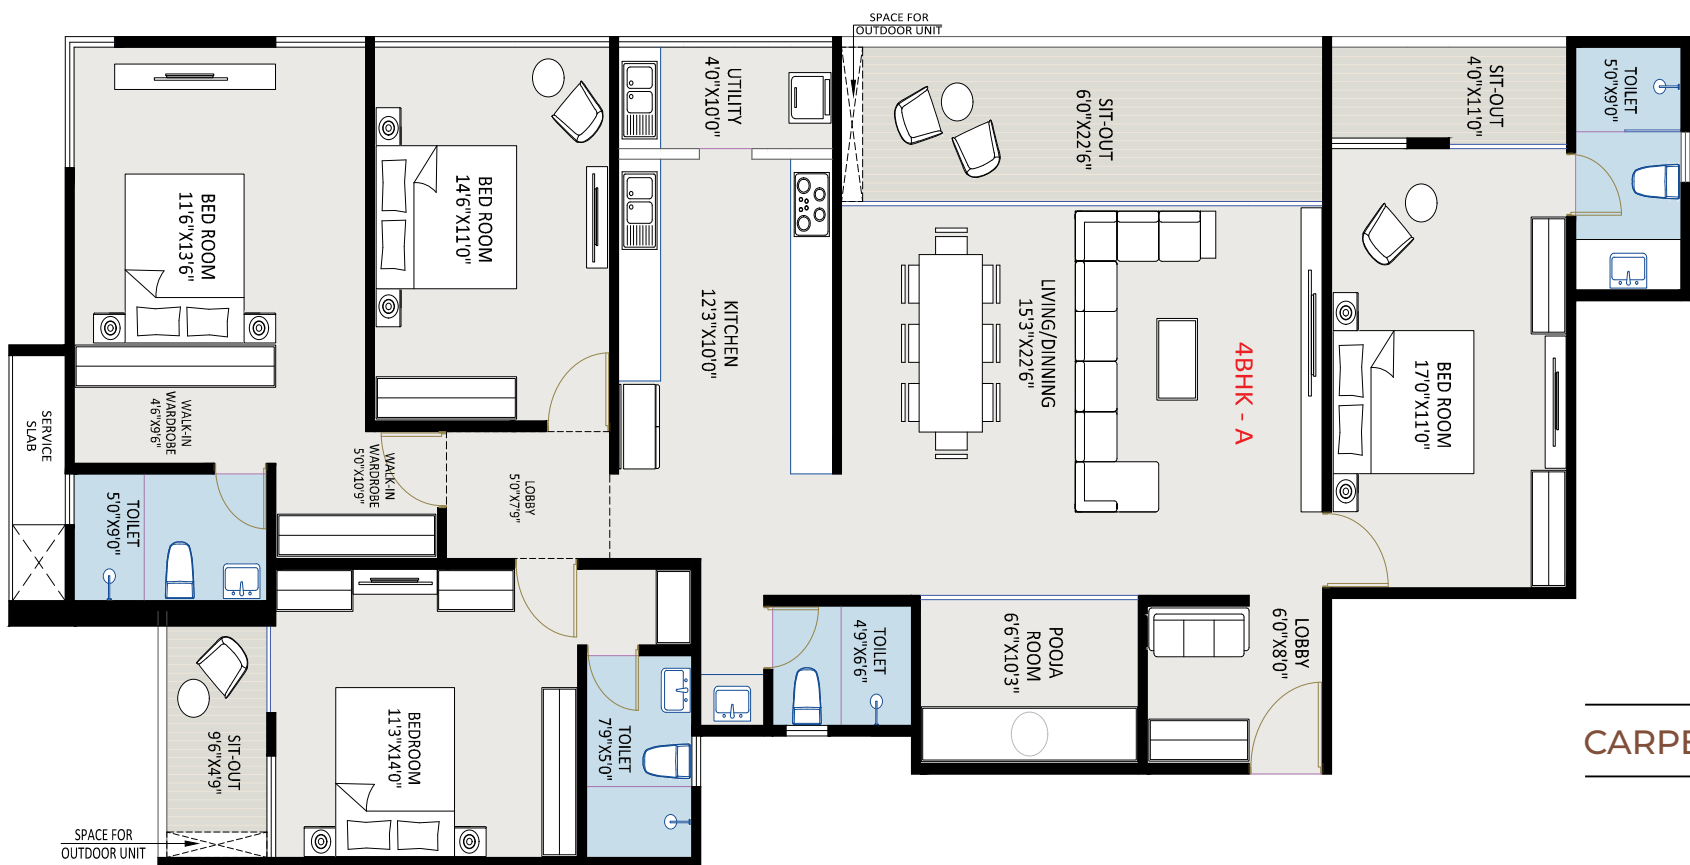 SPACE FOR
OUTDOOR UNIT
BED ROOM
11'6"X13'6"
BED ROOM
14'6"X11'0"
UTILITY
4'0"X10'0"
SIT-OUT
6'0"X22'6"
SIT-OUT
4'0"X11'0"
TOILET
5'0"X9'0"
KITCHEN
12'3"X10'0"
LIVING/DINNING
15'3"X22'6"
4BHK - A
BED ROOM
17'0"X11'0"
SERVICE
SLAB
WALK-IN
WARDROBE
4'6"X9'6"
WALK-IN
WARDROBE
5'0"X10'9"
LOBBY
5'0"X7'9"
TOILET
5'0"X9'0"
SIT-OUT
9'6"X4'9"
BEDROOM
11'3"X14'0"
TOILET
7'9"X5'0"
TOILET
4'9"X6'6"
POOJA
ROOM
6'6"X10'3"
LOBBY
6'0"X8'0"
CARPE
SPACE FOR
OUTDOOR UNIT